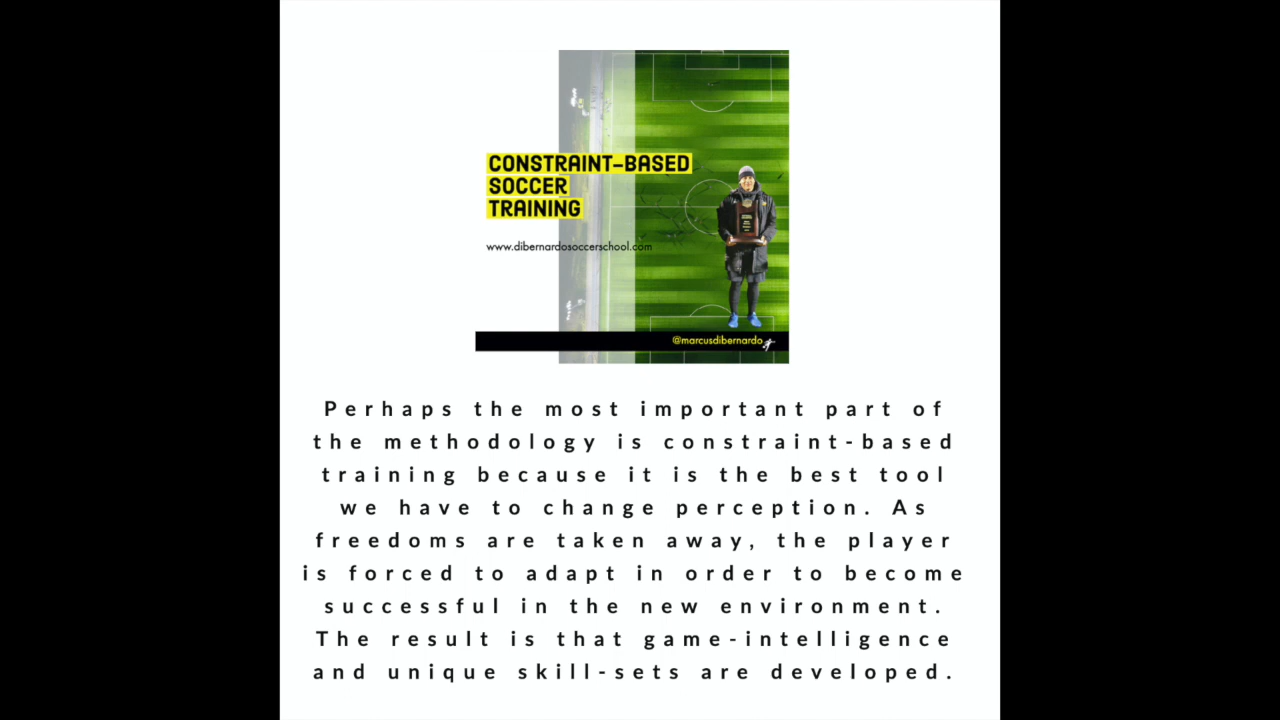 CONSTRAINT-BASED
SOCCER
TRAINING
www.dibernardosoccerschool.com
@marcusdibernardo
Perhaps the most important part of
the methodology is constraint-based
training because it is the best tool
we have to change perception. As
freedoms are taken away, the player
is forced to adapt in order to become
successful in the new environment.
The result is that game-intelligence
and unique skill-sets are developed.